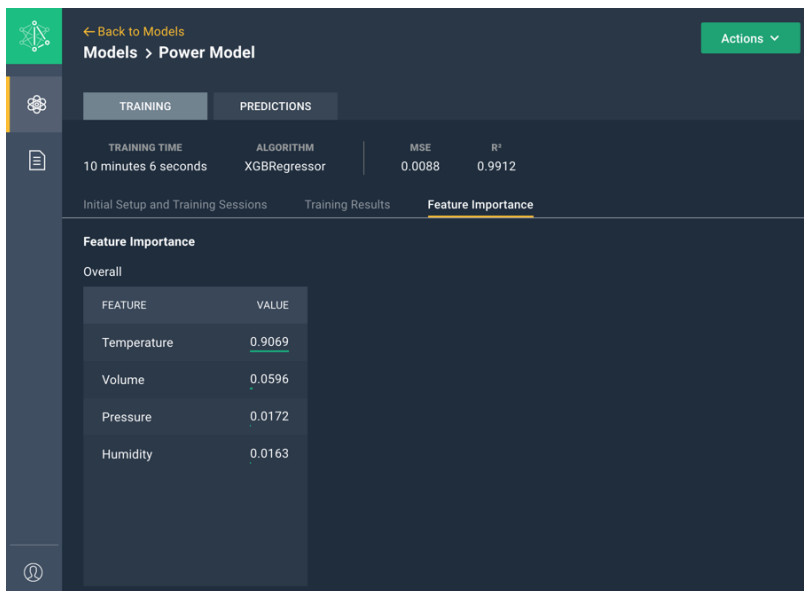 ← Back to Models
Models > Power Model
Actions
TRAINING PREDICTIONS
TRAINING TIME ALGORITHM MSE R²
10 minutes 6 seconds XGBRegressor 0.0088 0.9912
Initial Setup and Training Sessions Training Results Feature Importance
Feature Importance
Overall
FEATURE VALUE
Temperature 0.9069
Volume 0.0596
Pressure 0.0172
Humidity 0.0163